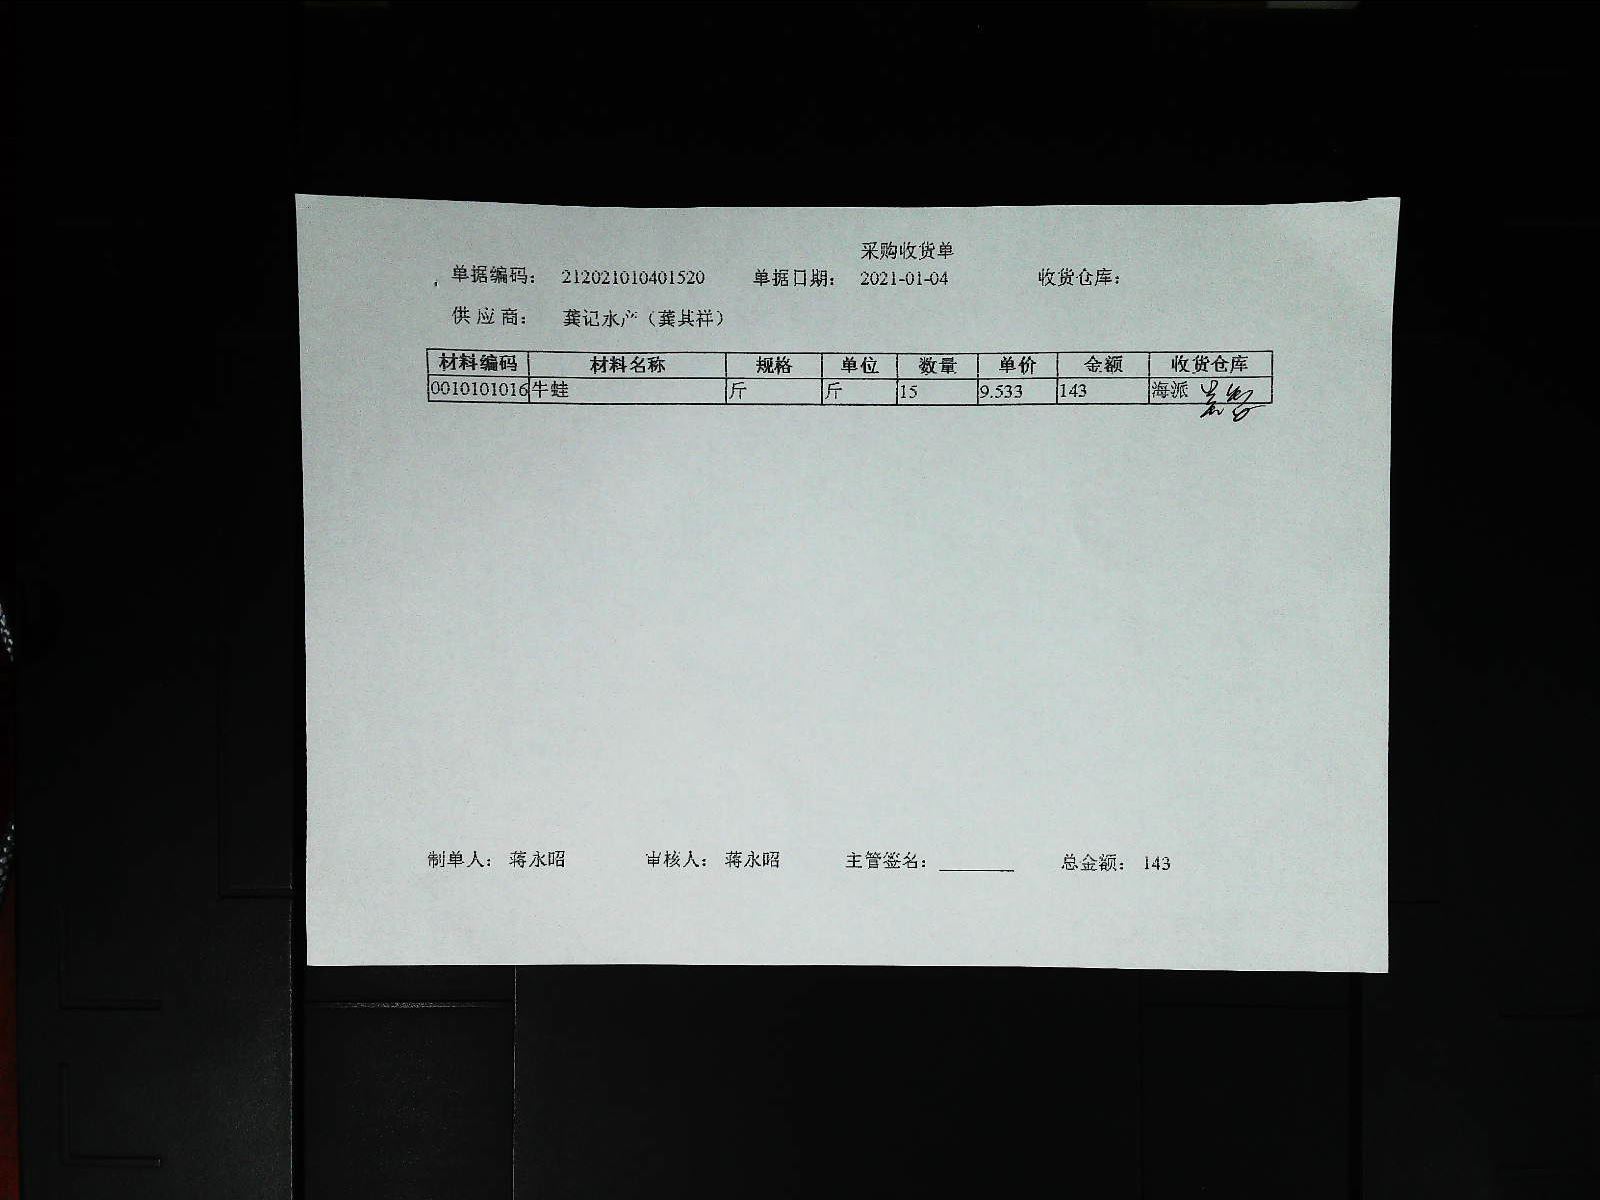 采购收货单
单据编码： 212021010401520 单据日期： 2021-01-04 收货仓库：
供应商： 龚记水产（龚其祥）
材料编码 材料名称 规格 单位 数量 单价 金额 收货仓库
0010101016 牛蛙 斤 斤 15 9.533 143 海派
制单人： 蒋永昭 审核人： 蒋永昭 主管签名： 总金额： 143